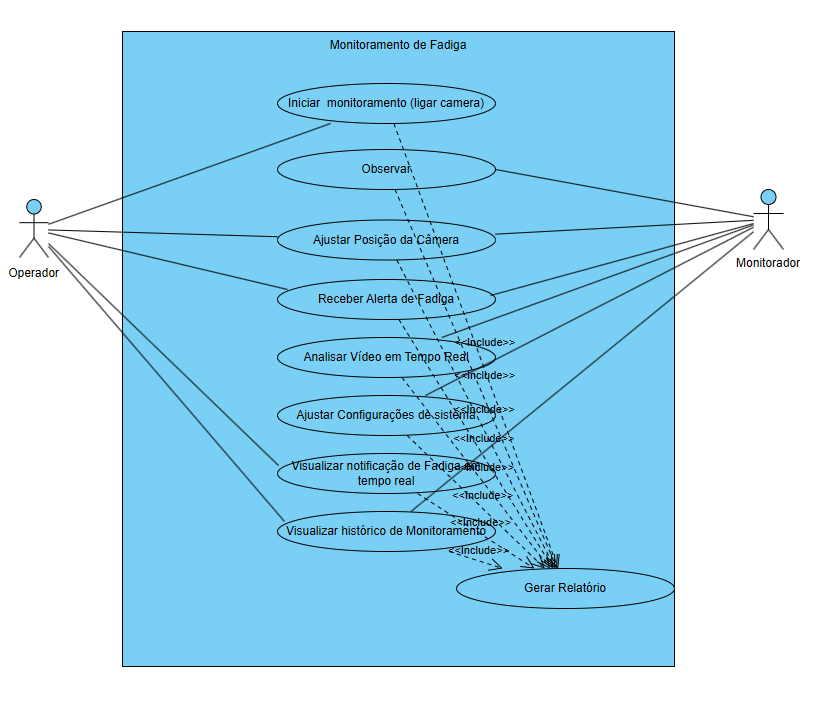 Monitoramento de Fadiga
Iniciar monitoramento (ligar camera)
Observar
Operador
Monitorador
Ajustar Posição da Câmera
Receber Alerta de Fadiga
<<Include>>
Analisar Vídeo em Tempo Real
<<Include>>
<<Include>>
Ajustar Configurações de sistema
<<Include>>
Visualizar notificação de Fadiga em
<<Include>>
tempo real
<<Include>>
<<Include>>
Visualizar histórico de Monitoramento
<<Include>>
Gerar Relatório